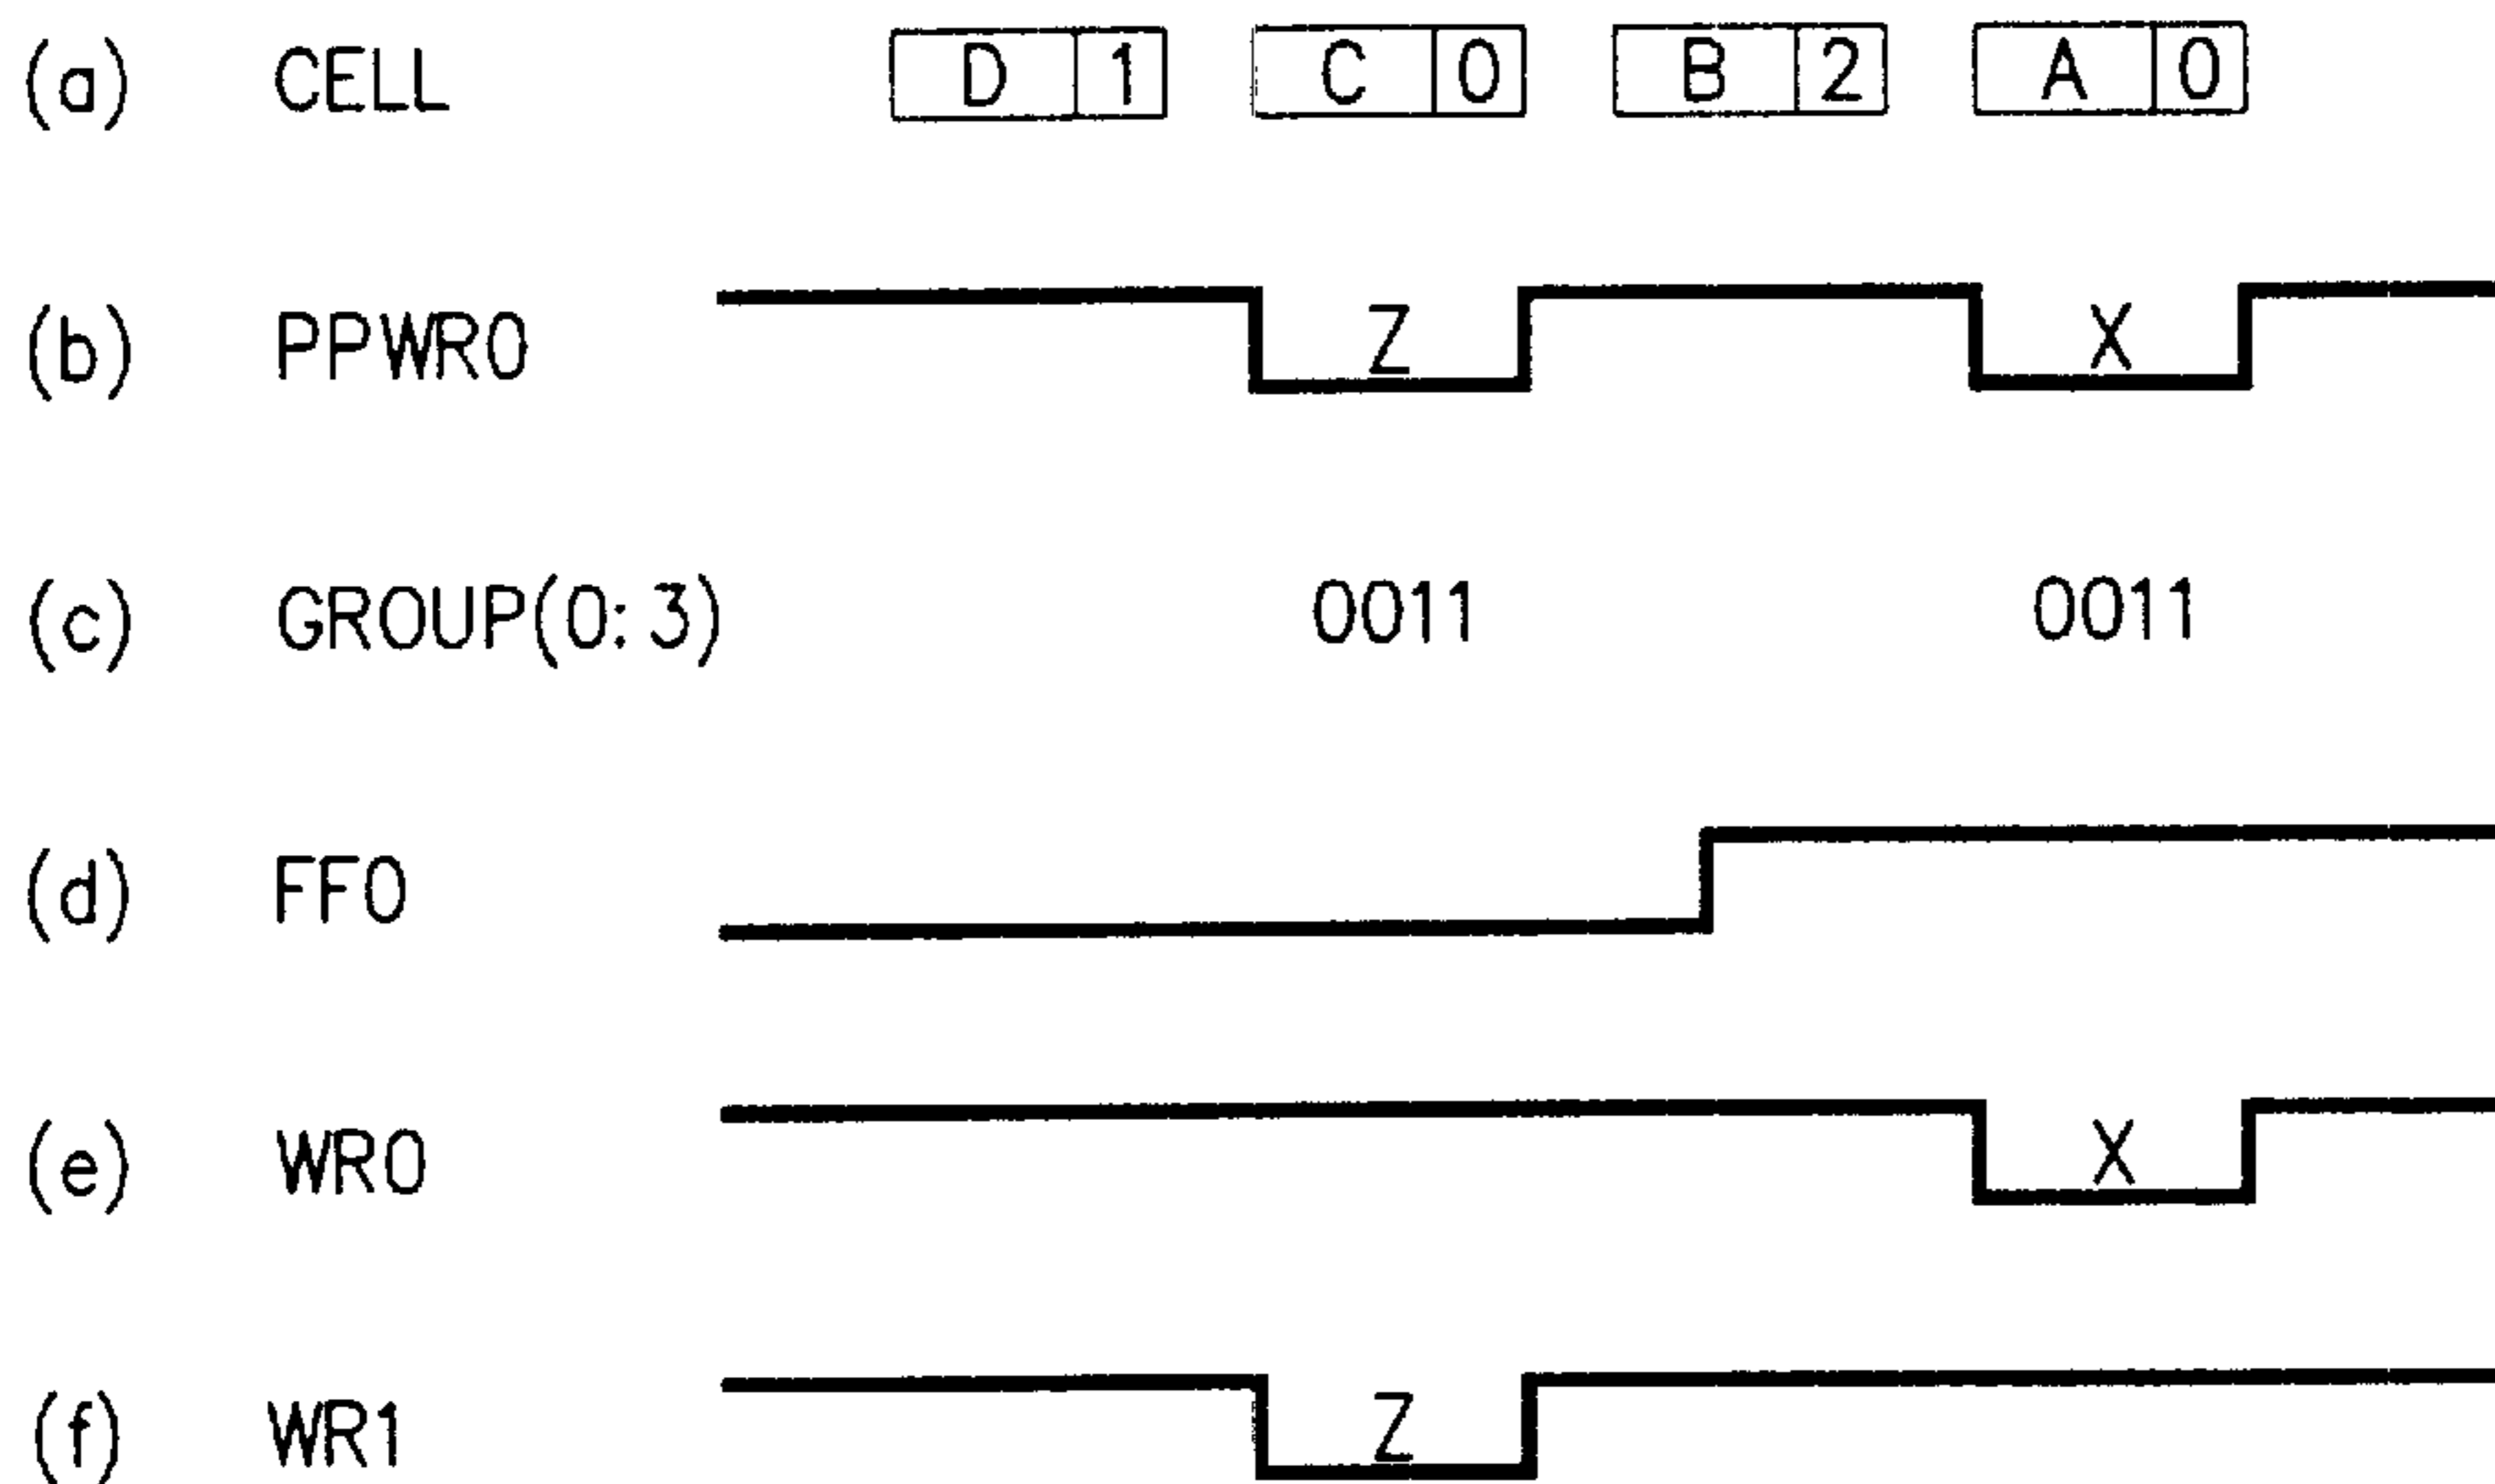 (a) CELL D 1 C 0 B 2 A 0
(b) PPWR0 Z X
(c) GROUP(0:3) 0011 0011
(d) FF0
(e) WR0 X
(f) WR1 Z